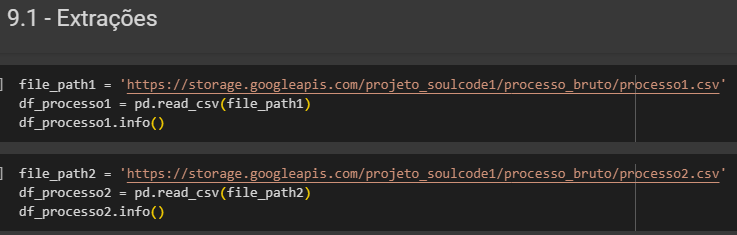 9.1 - Extrações
] file_path1 = 'https://storage.googleapis.com/projeto_soulcode1/processo_bruto/processo1.csv'
df_processo1 = pd.read_csv(file_path1)
df_processo1.info()
] file_path2 = 'https://storage.googleapis.com/projeto_soulcode1/processo_bruto/processo2.csv'
df_processo2 = pd.read_csv(file_path2)
df_processo2.info()